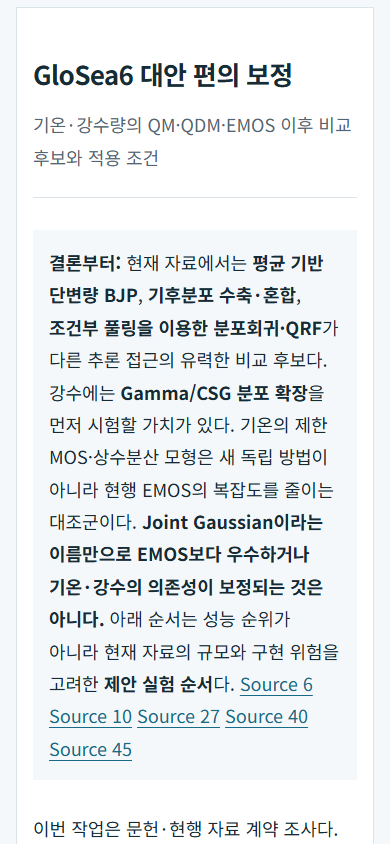 GloSea6 대안 편의 보정
기온·강수량의 QM·QDM·EMOS 이후 비교
후보와 적용 조건
결론부터: 현재 자료에서는 평균 기반
단변량 BJP, 기후분포 수축·혼합,
조건부 풀링을 이용한 분포회귀·QRF가
다른 추론 접근의 유력한 비교 후보다.
강수에는 Gamma/CSG 분포 확장을
먼저 시험할 가치가 있다. 기온의 제한
MOS·상수분산 모형은 새 독립 방법이
아니라 현행 EMOS의 복잡도를 줄이는
대조군이다. Joint Gaussian이라는
이름만으로 EMOS보다 우수하거나
기온·강수의 의존성이 보정되는 것은
아니다. 아래 순서는 성능 순위가
아니라 현재 자료의 규모와 구현 위험을
고려한 제안 실험 순서다. Source 6
Source 10 Source 27 Source 40
Source 45
이번 작업은 문헌·현행 자료 계약 조사다.